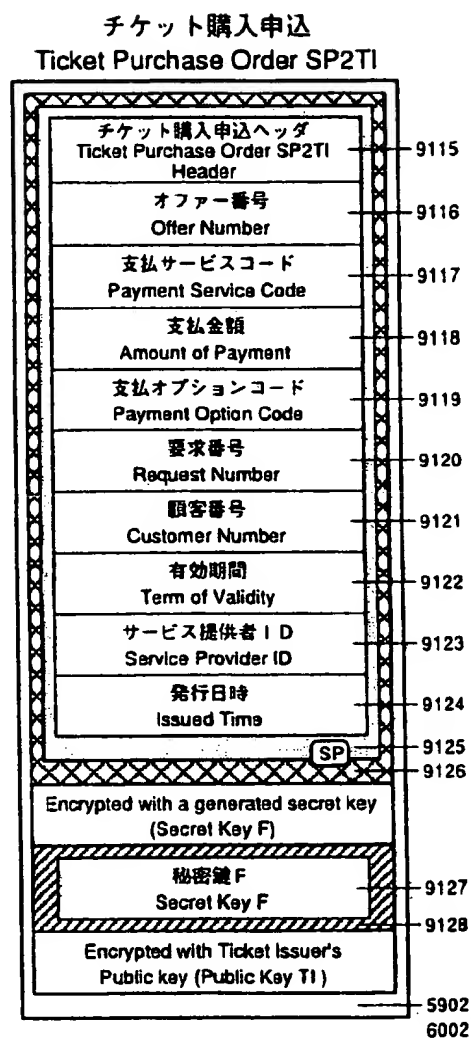 チケット購入申込
Ticket Purchase Order SP2TI
チケット購入申込ヘッダ
Ticket Purchase Order SP2TI
Header
9115
オファー番号
Offer Number
9116
支払サービスコード
Payment Service Code
9117
支払金額
Amount of Payment
9118
支払オプションコード
Payment Option Code
9119
要求番号
Request Number
9120
顧客番号
Customer Number
9121
有効期間
Term of Validity
9122
サービス提供者ID
Service Provider ID
9123
発行日時
Issued Time
9124
SP
9125
9126
Encrypted with a generated secret key
(Secret Key F)
秘密鍵F
Secret Key F
9127
9128
Encrypted with Ticket Issuer's
Public key (Public Key TI)
5902
6002